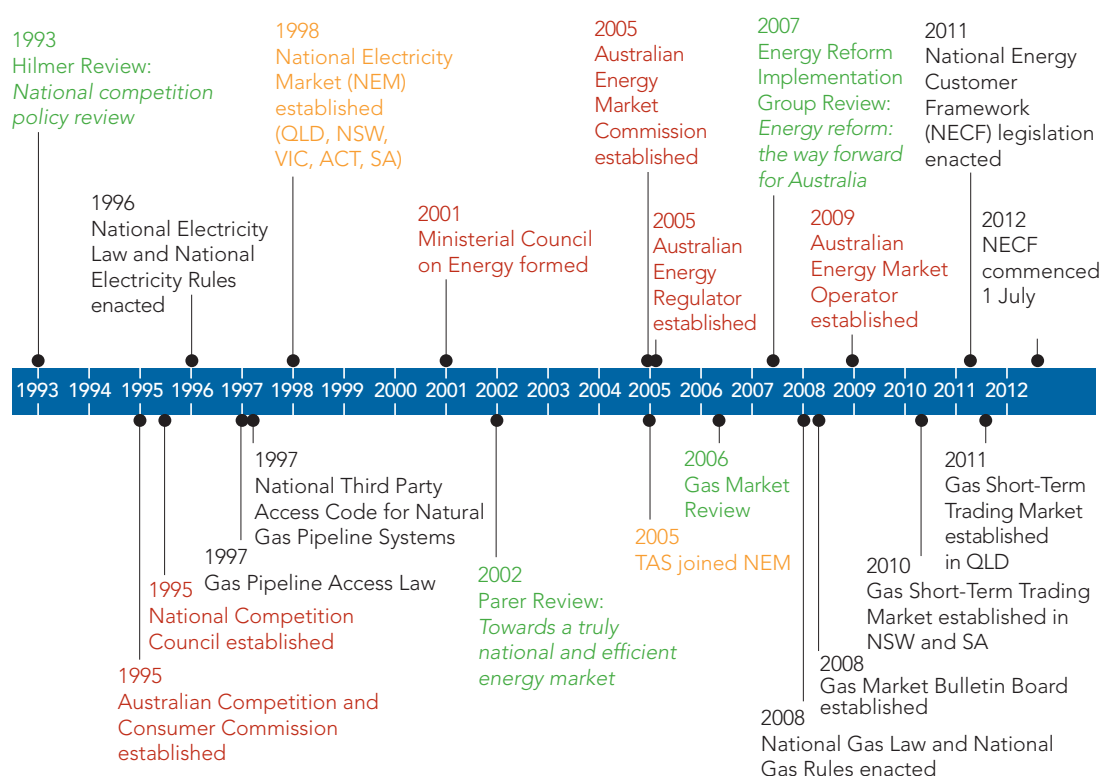 1993
Hilmer Review:
National competition
policy review
1996
National Electricity
Law and National
Electricity Rules
enacted
1998
National Electricity
Market (NEM)
established
(QLD, NSW,
VIC, ACT, SA)
2001
Ministerial Council
on Energy formed
2005
Australian
Energy
Market
Commission
established
2005
Australian
Energy
Regulator
established
2007
Energy Reform
Implementation
Group Review:
Energy reform:
the way forward
for Australia
2009
Australian
Energy Market
Operator
established
2011
National Energy
Customer
Framework
(NECF) legislation
enacted
2012
NECF
commenced
1 July
1993 1994 1995 1996 1997 1998 1999 2000 2001 2002 2003 2004 2005 2006 2007 2008 2009 2010 2011 2012
1995
Australian Competition and
Consumer Commission
established
1995
National Competition
Council established
1997
Gas Pipeline Access Law
1997
National Third Party
Access Code for Natural
Gas Pipeline Systems
2002
Parer Review:
Towards a truly
national and efficient
energy market
2005
TAS joined NEM
2006
Gas Market
Review
2008
National Gas Law and National
Gas Rules enacted
2008
Gas Market Bulletin Board
established
2010
Gas Short-Term Trading
Market established in
NSW and SA
2011
Gas Short-Term
Trading Market
established
in QLD